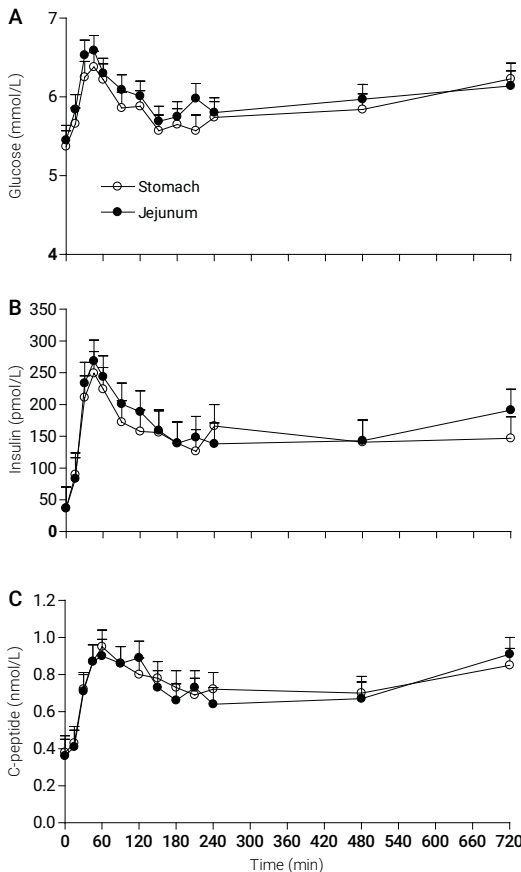 A
7
6
5
4
Glucose (mmol/L)
Stomach
Jejunum
B
350
300
250
200
150
100
50
0
Insulin (pmol/L)
C
1.2
1.0
0.8
0.6
0.4
0.2
0.0
C-peptide (nmol/L)
0 60 120 180 240 300 360 420 480 540 600 660 720
Time (min)